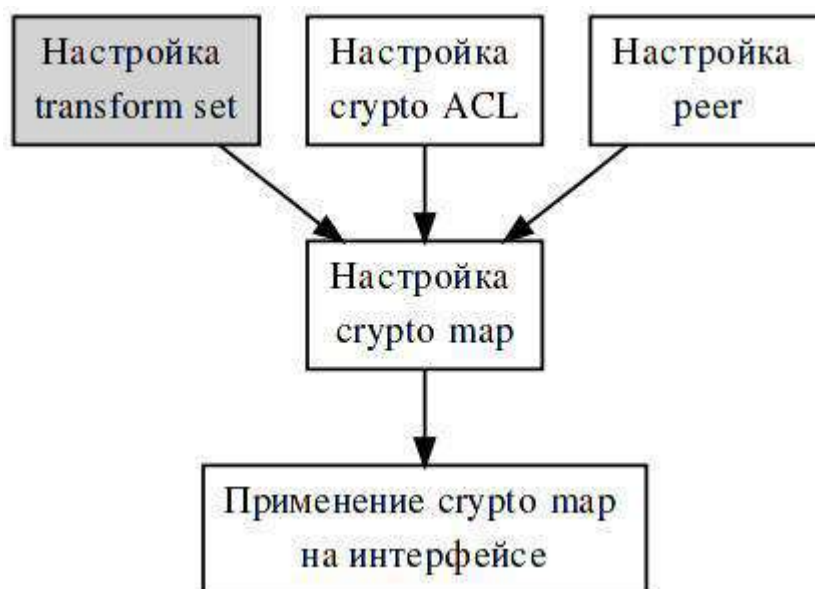 Настройка
transform set
Настройка
crypto ACL
Настройка
peer
Настройка
crypto map
Применение crypto map
на интерфейсе